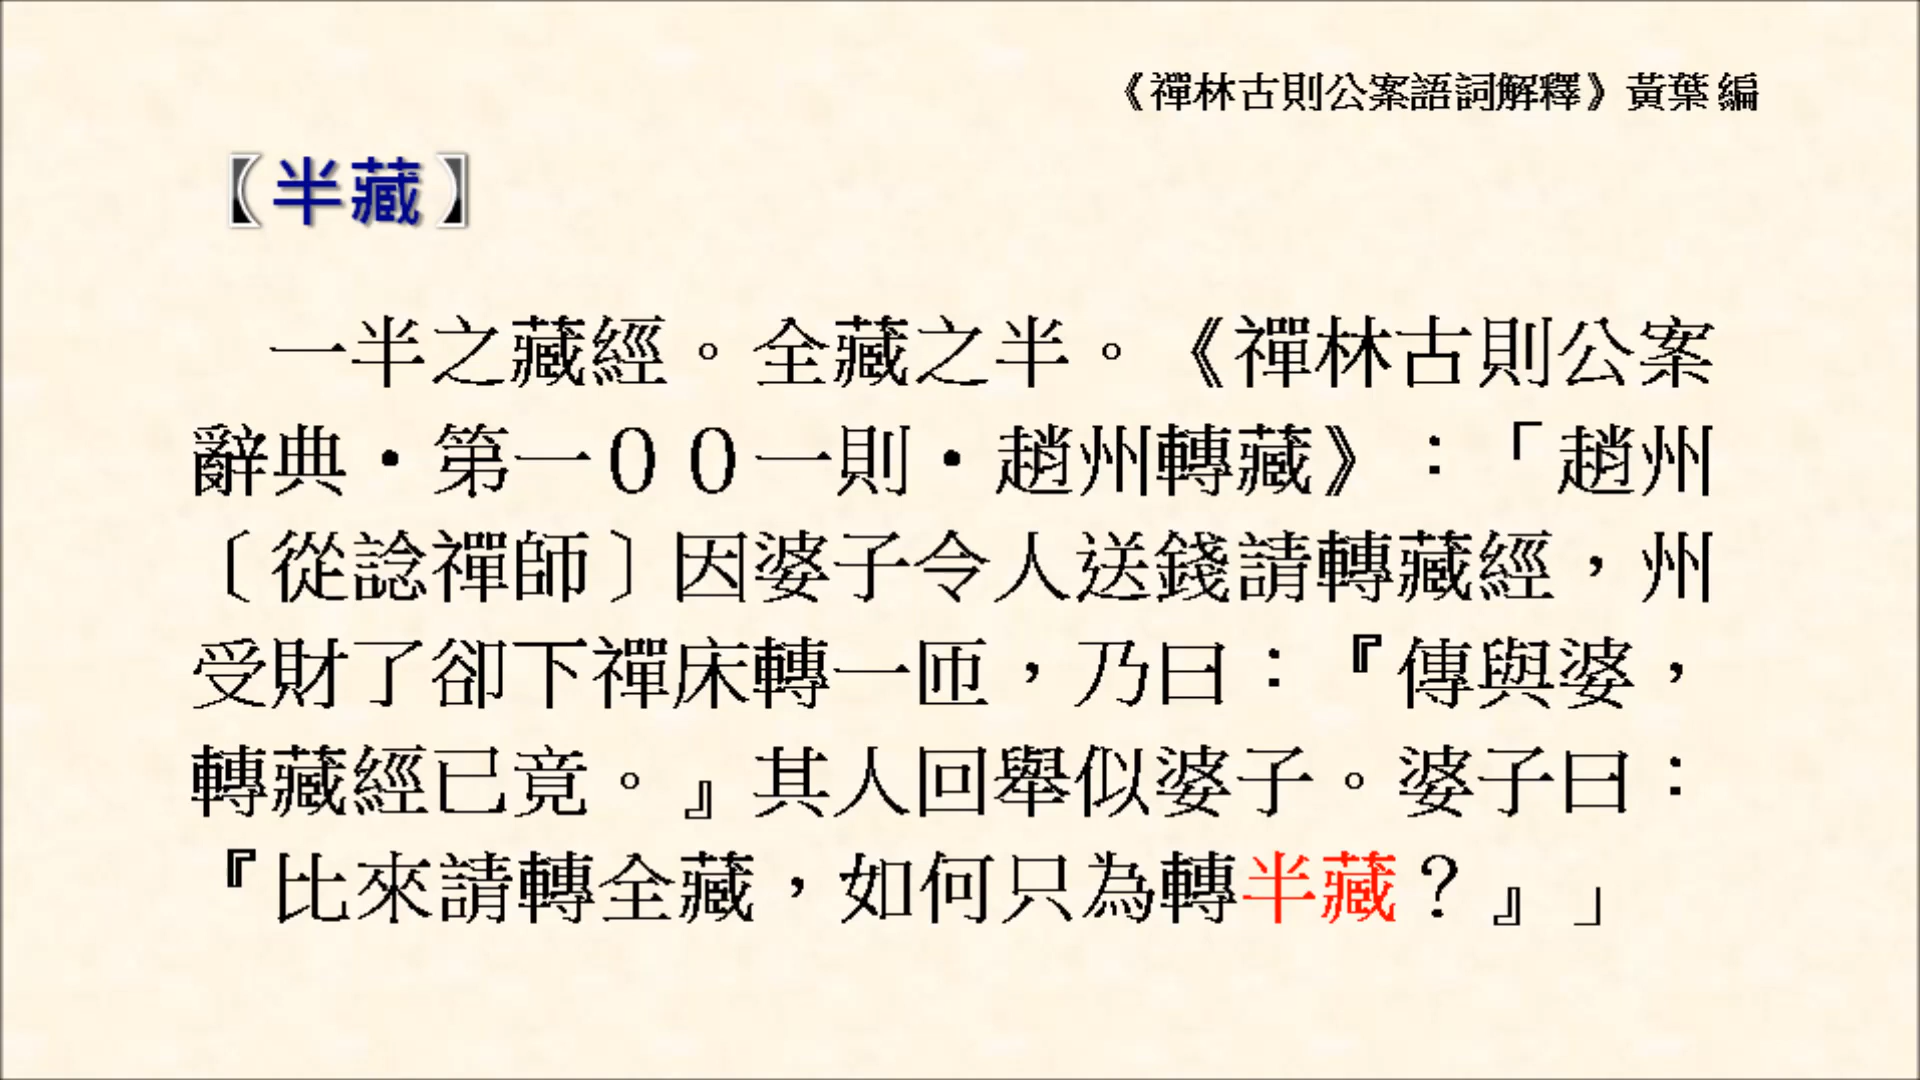 《禪林古則公案語詞解釋》黃葉編
【半藏】
一半之藏經。全藏之半。《禪林古則公案
辭典‧第一００一則‧趙州轉藏》：「趙州
〔從諗禪師〕因婆子令人送錢請轉藏經，州
受財了卻下禪床轉一匝，乃曰：『傳與婆，
轉藏經已竟。』其人回舉似婆子。婆子曰：
『比來請轉全藏，如何只為轉半藏？』」